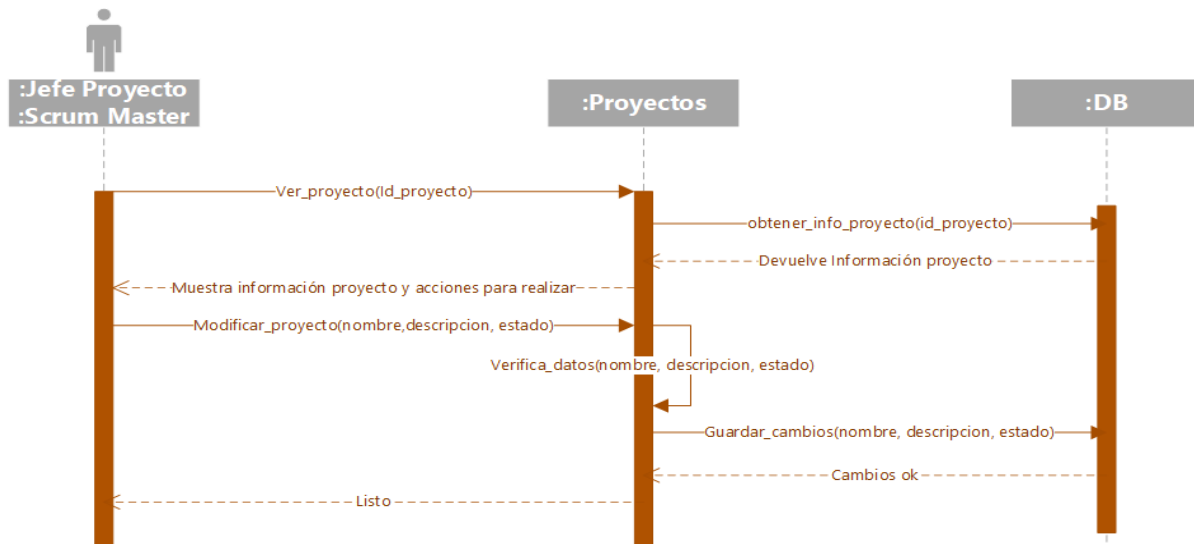 :Jefe Proyecto
:Scrum Master
:Proyectos
:DB
Ver_proyecto(Id_proyecto)
obtener_info_proyecto(id_proyecto)
Devuelve Información proyecto
Muestra información proyecto y acciones para realizar
Modificar_proyecto(nombre,descripcion, estado)
Verifica_datos(nombre, descripcion, estado)
Guardar_cambios(nombre, descripcion, estado)
Cambios ok
Listo